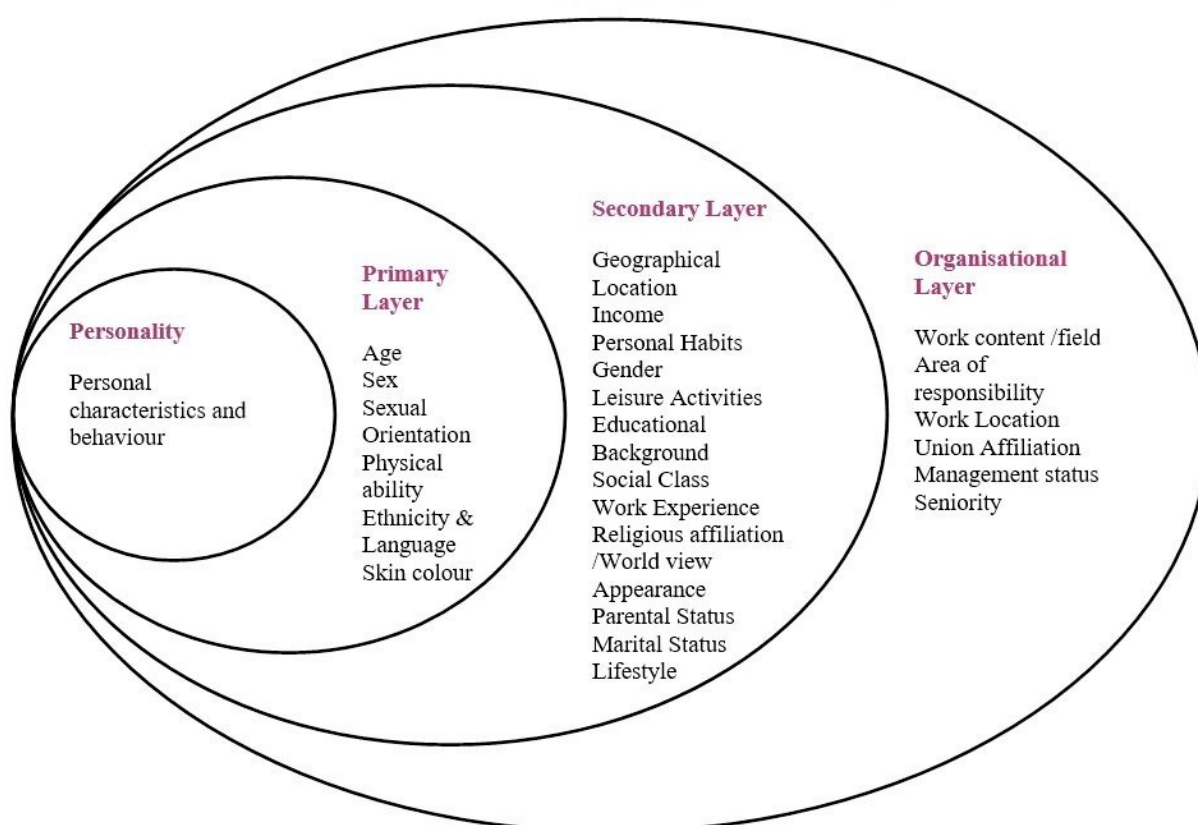 Personality
Personal
characteristics and
behaviour
Primary
Layer
Age
Sex
Sexual
Orientation
Physical
ability
Ethnicity &
Language
Skin colour
Secondary Layer
Geographical
Location
Income
Personal Habits
Gender
Leisure Activities
Educational
Background
Social Class
Work Experience
Religious affiliation
/World view
Appearance
Parental Status
Marital Status
Lifestyle
Organisational
Layer
Work content /field
Area of
responsibility
Work Location
Union Affiliation
Management status
Seniority